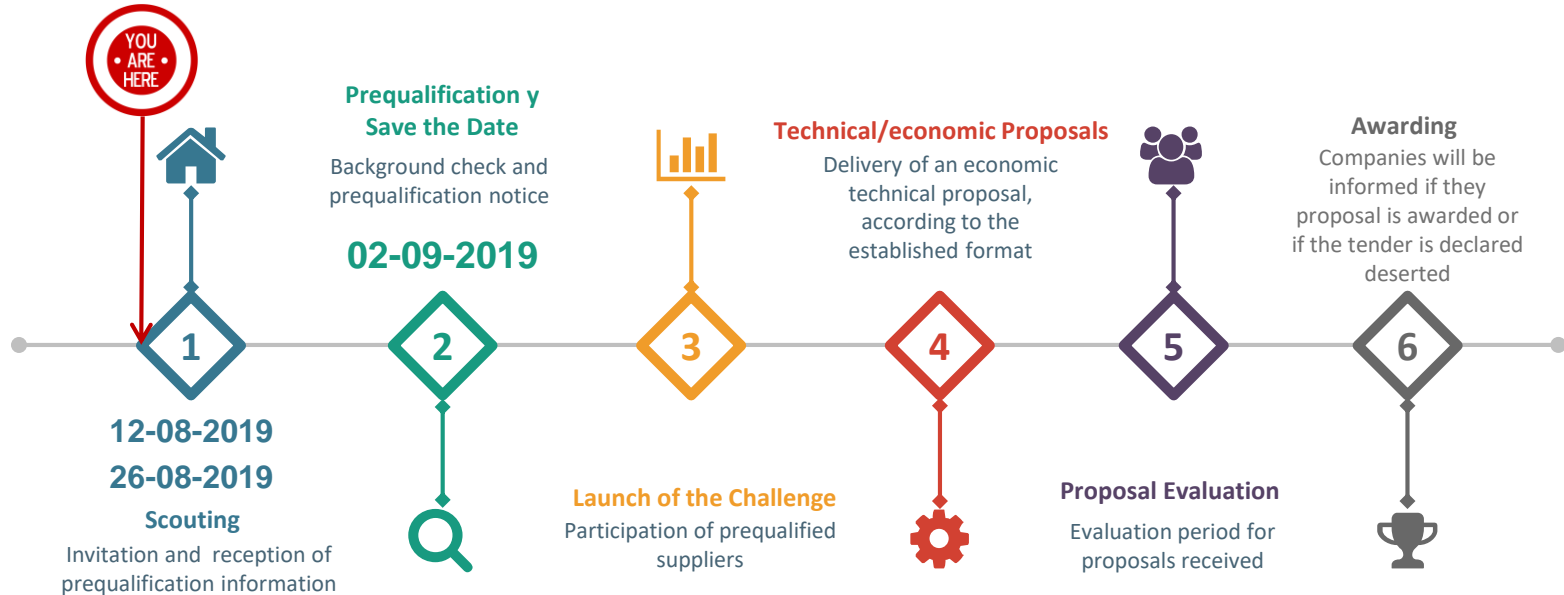 YOU
• ARE •
HERE
1
12-08-2019
26-08-2019
Scouting
Invitation and reception of
prequalification information
Prequalification y
Save the Date
Background check and
prequalification notice
02-09-2019
2
3
Launch of the Challenge
Participation of prequalified
suppliers
Technical/economic Proposals
Delivery of an economic
technical proposal,
according to the
established format
4
5
Proposal Evaluation
Evaluation period for
proposals received
Awarding
Companies will be
informed if they
proposal is awarded or
if the tender is declared
deserted
6